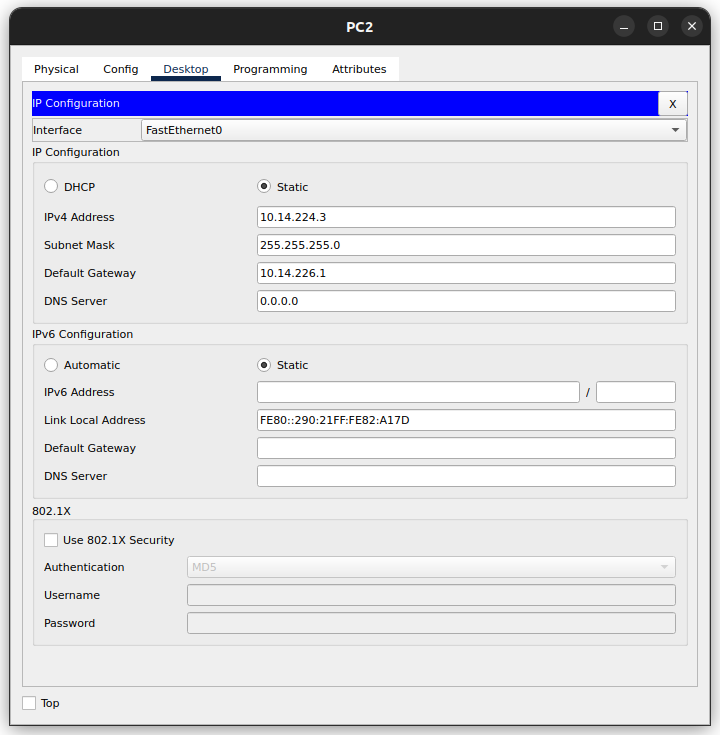 PC2
Physical Config Desktop Programming Attributes
IP Configuration X
Interface FastEthernet0
IP Configuration
DHCP Static
IPv4 Address 10.14.224.3
Subnet Mask 255.255.255.0
Default Gateway 10.14.226.1
DNS Server 0.0.0.0
IPv6 Configuration
Automatic Static
IPv6 Address /
Link Local Address FE80::290:21FF:FE82:A17D
Default Gateway
DNS Server
802.1X
Use 802.1X Security
Authentication MD5
Username
Password
Top